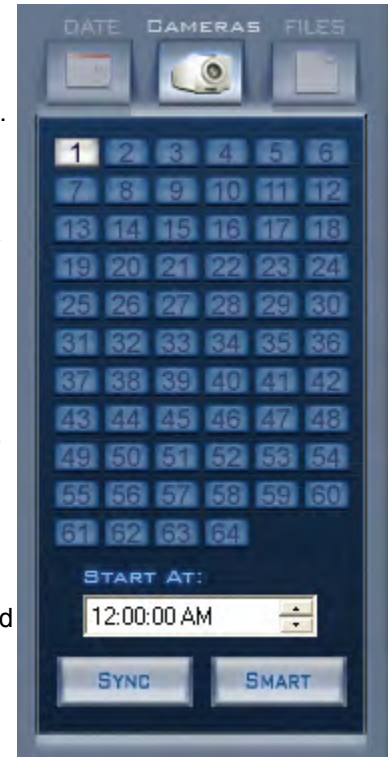 DATE CAMERAS FILES
.
1 2 3 4 5 6
7 8 9 10 11 12
13 14 15 16 17 18
19 20 21 22 23 24
25 26 27 28 29 30
31 32 33 34 35 36
37 38 39 40 41 42
43 44 45 46 47 48
49 50 51 52 53 54
55 56 57 58 59 60
61 62 63 64
START AT:
d
12:00:00 AM
SYNC SMART